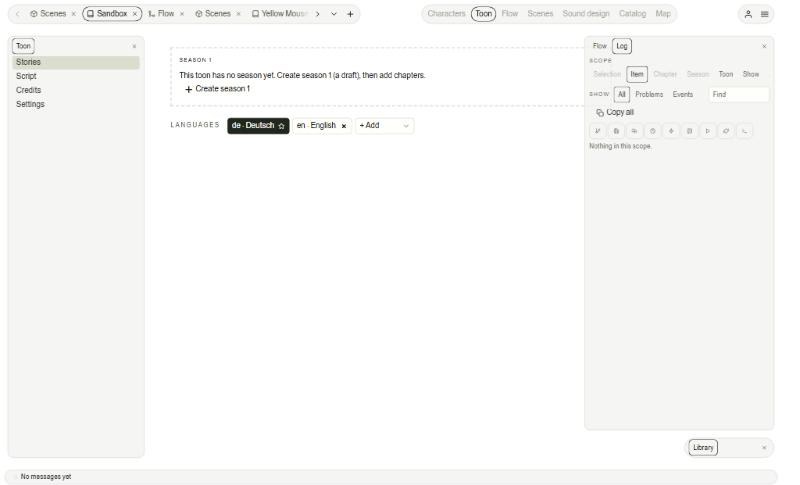 Scenes × Sandbox × Flow × Scenes × Yellow Mous
Characters Toon Flow Scenes Sound design Catalog Map
Toon ×
Stories
Script
Credits
Settings
SEASON 1
This toon has no season yet. Create season 1 (a draft), then add chapters.
+ Create season 1
LANGUAGES de · Deutsch ☆ en · English × + Add
Flow Log ×
SCOPE
Selection Item Chapter Season Toon Show
SHOW All Problems Events Find
Copy all
Nothing in this scope.
Library ×
No messages yet